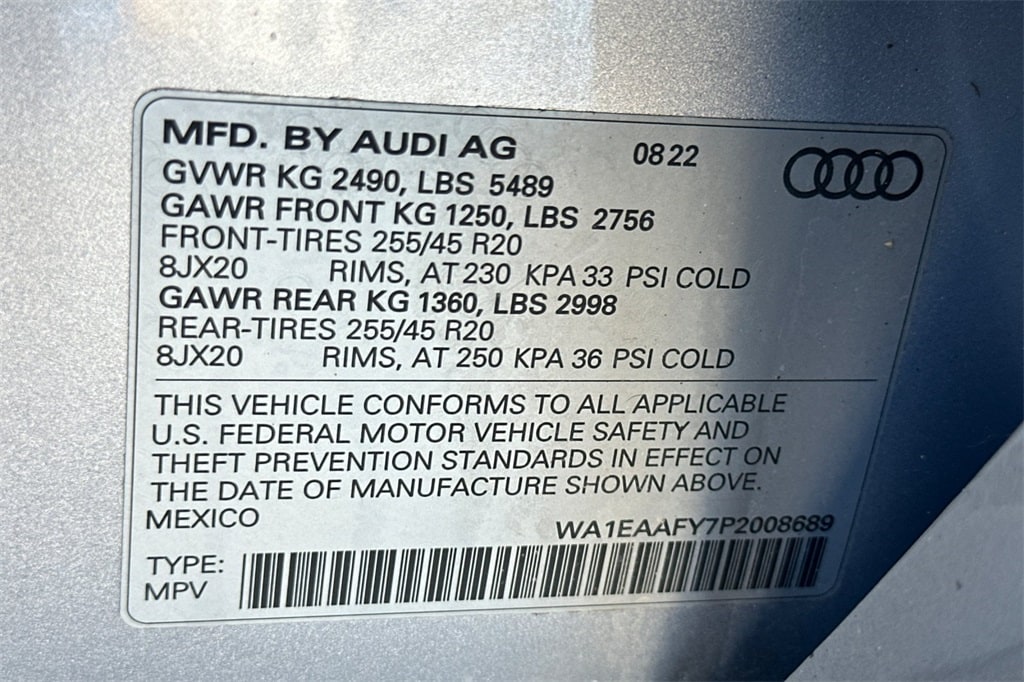 MFD. BY AUDI AG 0822
GVWR KG 2490, LBS 5489
GAWR FRONT KG 1250, LBS 2756
FRONT-TIRES 255/45 R20
8JX20 RIMS, AT 230 KPA 33 PSI COLD
GAWR REAR KG 1360, LBS 2998
REAR-TIRES 255/45 R20
8JX20 RIMS, AT 250 KPA 36 PSI COLD
THIS VEHICLE CONFORMS TO ALL APPLICABLE
U.S. FEDERAL MOTOR VEHICLE SAFETY AND
THEFT PREVENTION STANDARDS IN EFFECT ON
THE DATE OF MANUFACTURE SHOWN ABOVE.
MEXICO WA1EAAFY7P2008689
TYPE:
MPV